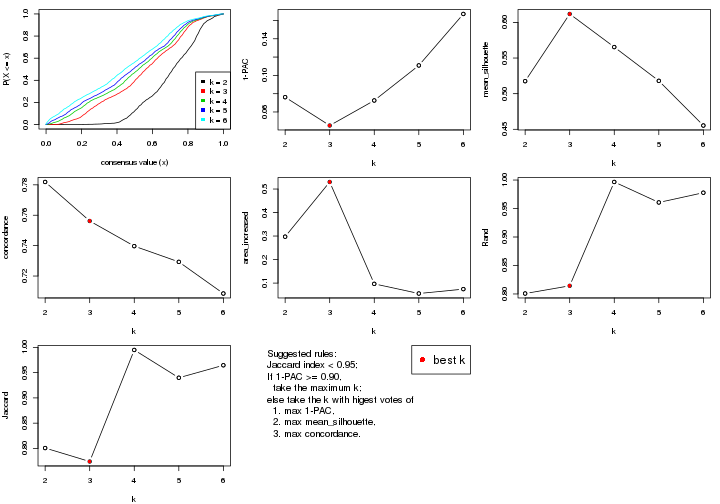 P(X <= x)
0.0 0.2 0.4 0.6 0.8 1.0
k = 2
k = 3
k = 4
k = 5
k = 6
0.0 0.2 0.4 0.6 0.8 1.0
consensus value (x)
1-PAC
0.06 0.10 0.14
2 3 4 5 6
k
mean_silhouette
0.45 0.50 0.55 0.60
2 3 4 5 6
k
concordance
0.72 0.74 0.76 0.78
2 3 4 5 6
k
area_increased
0.1 0.2 0.3 0.4 0.5
2 3 4 5 6
k
Rand
0.80 0.85 0.90 0.95 1.00
2 3 4 5 6
k
Jaccard
0.80 0.85 0.90 0.95 1.00
2 3 4 5 6
k
Suggested rules:
Jaccard index < 0.95;
If 1-PAC >= 0.90,
take the maximum k;
else take the k with higest votes of
1. max 1-PAC,
2. max mean_silhouette,
3. max concordance.
best k